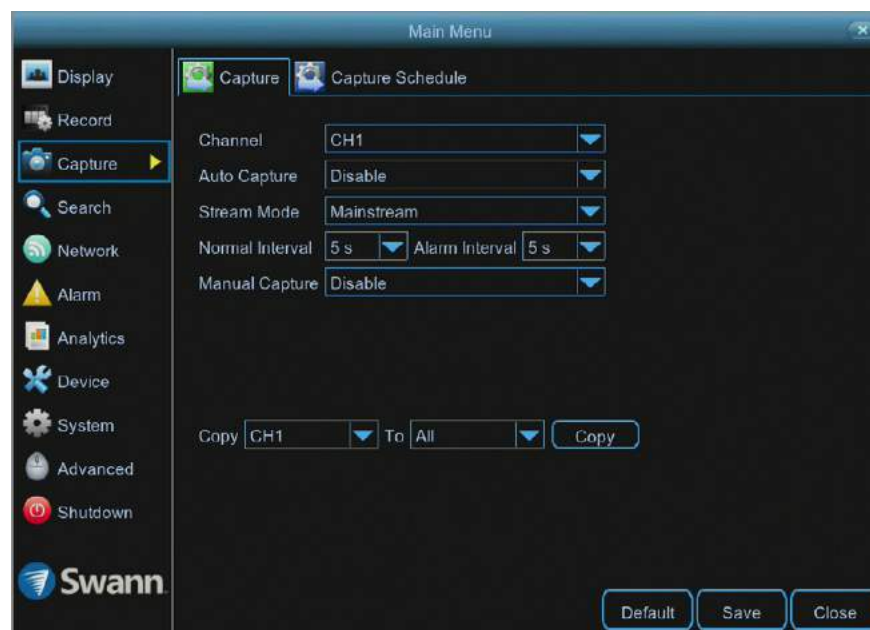 Main Menu
Display
Record
Capture
Search
Network
Alarm
Analytics
Device
System
Advanced
Shutdown
Swann
Capture
Capture Schedule
Channel CH1
Auto Capture Disable
Stream Mode Mainstream
Normal Interval 5 s Alarm Interval 5 s
Manual Capture Disable
Copy CH1 To All Copy
Default Save Close